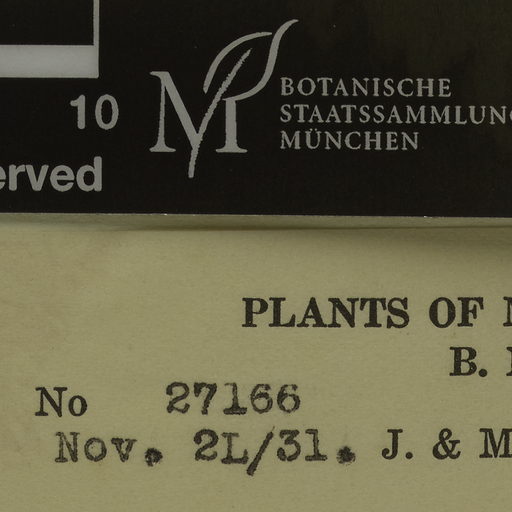 10
erved
BOTANISCHE
STAATSSAMMLUNG
MÜNCHEN
PLANTS OF
B.
No 27166
Nov. 2L/31. J. & M